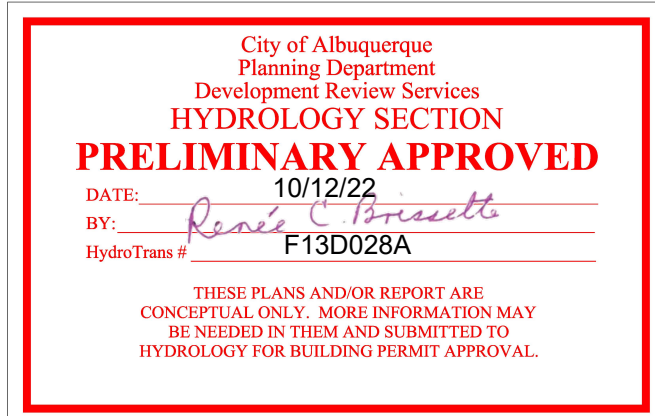 City of Albuquerque
Planning Department
Development Review Services
HYDROLOGY SECTION
PRELIMINARY APPROVED
DATE: 10/12/22
BY: Renée C. Brissette
HydroTrans # F13D028A
THESE PLANS AND/OR REPORT ARE
CONCEPTUAL ONLY. MORE INFORMATION MAY
BE NEEDED IN THEM AND SUBMITTED TO
HYDROLOGY FOR BUILDING PERMIT APPROVAL.